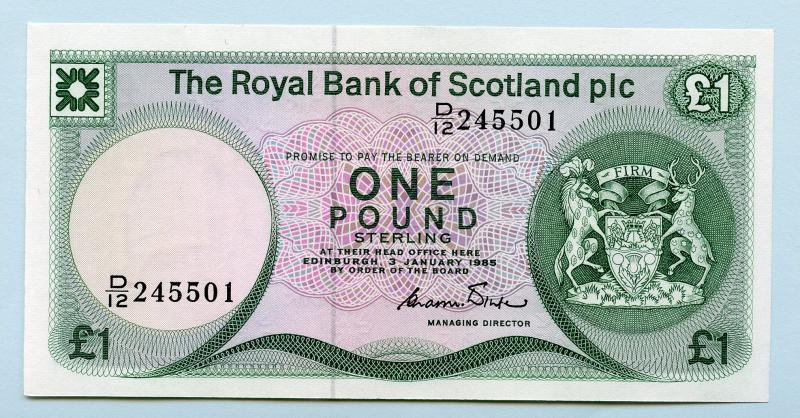 The Royal Bank of Scotland plc
£1
D/12 245501
PROMISE TO PAY THE BEARER ON DEMAND
ONE
POUND
STERLING
AT THEIR HEAD OFFICE HERE
EDINBURGH, 3 JANUARY 1985
BY ORDER OF THE BOARD
FIRM
D/12 245501
MANAGING DIRECTOR
£1
£1